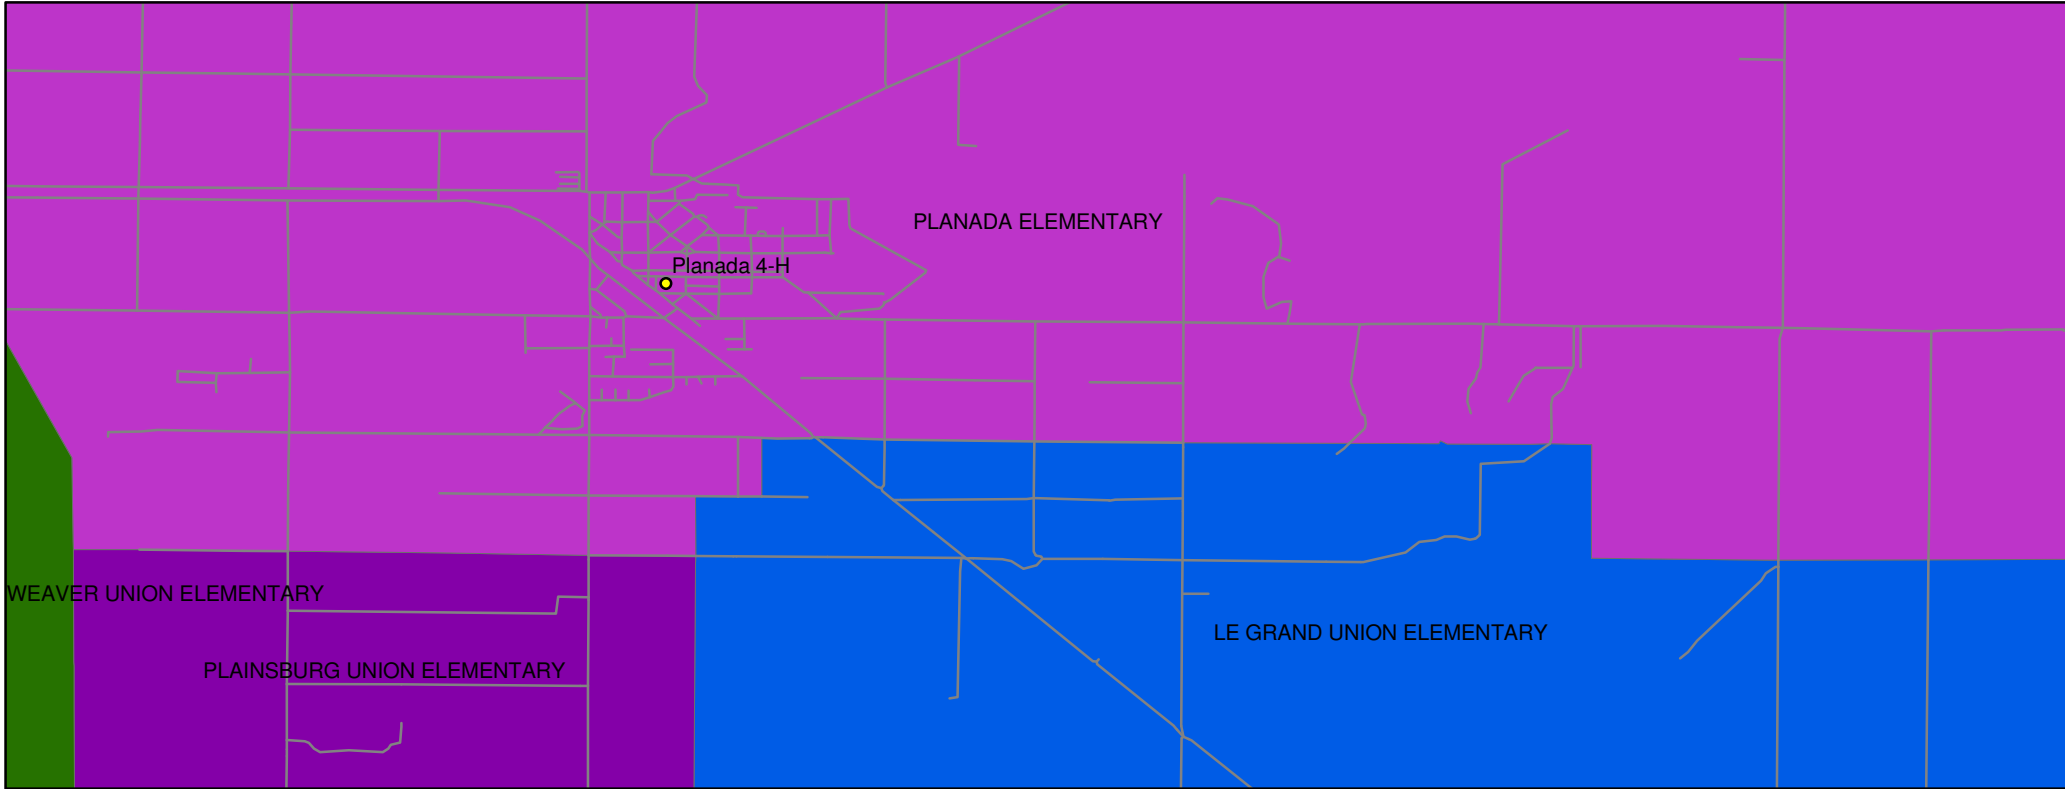 PLANADA ELEMENTARY
Planada 4-H
WEAVER UNION ELEMENTARY
LE GRAND UNION ELEMENTARY
PLAINSBURG UNION ELEMENTARY